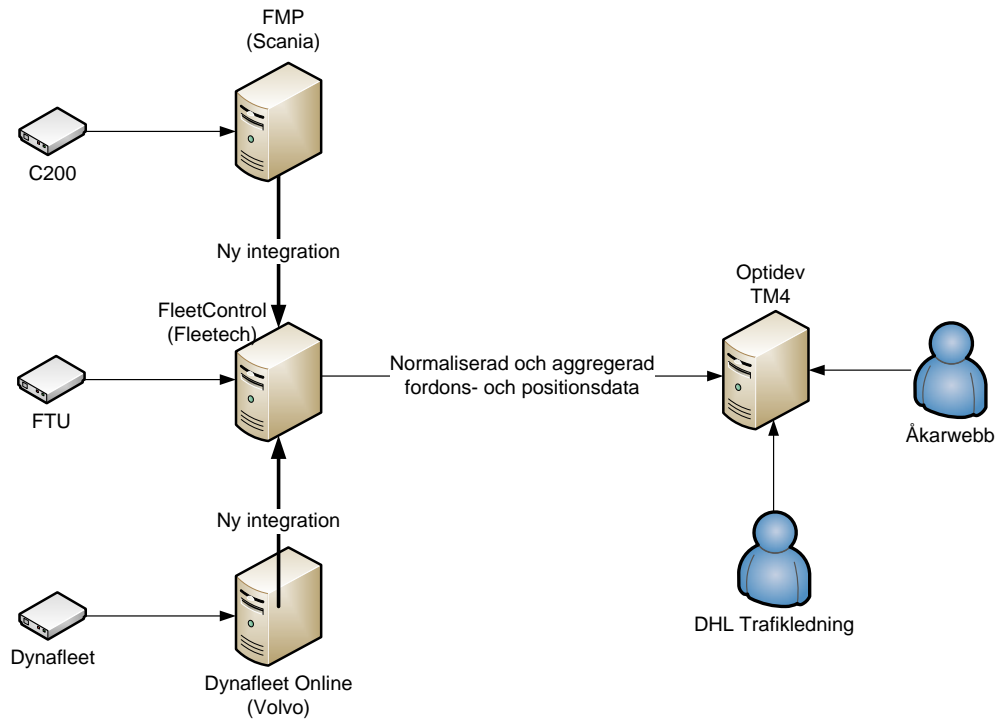 FMP
(Scania)
C200
Ny integration
FleetControl
(Fleetech)
Optidev
TM4
Normaliserad och aggregerad
fordons- och positionsdata
FTU
Åkarwebb
Ny integration
DHL Trafikledning
Dynafleet
Dynafleet Online
(Volvo)